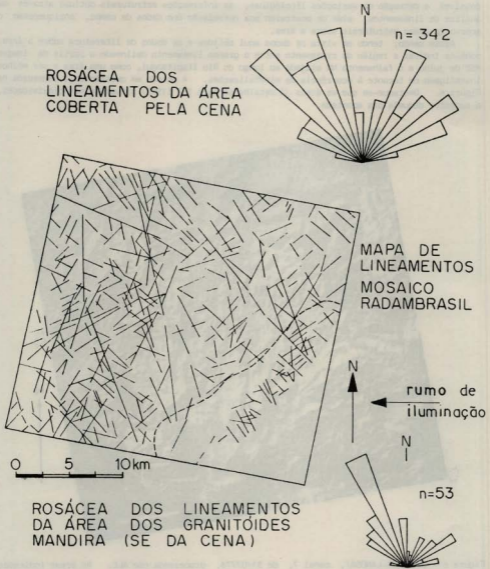 N
n= 342
ROSÁCEA DOS
LINEAMENTOS DA ÁREA
COBERTA PELA CENA
MAPA DE
LINEAMENTOS
MOSAICO
RADAMBRASIL
N
rumo de
iluminação
0 5 10km
N
n=53
ROSÁCEA DOS LINEAMENTOS
DA ÁREA DOS GRANITÓIDES
MANDIRA (SE DA CENA)